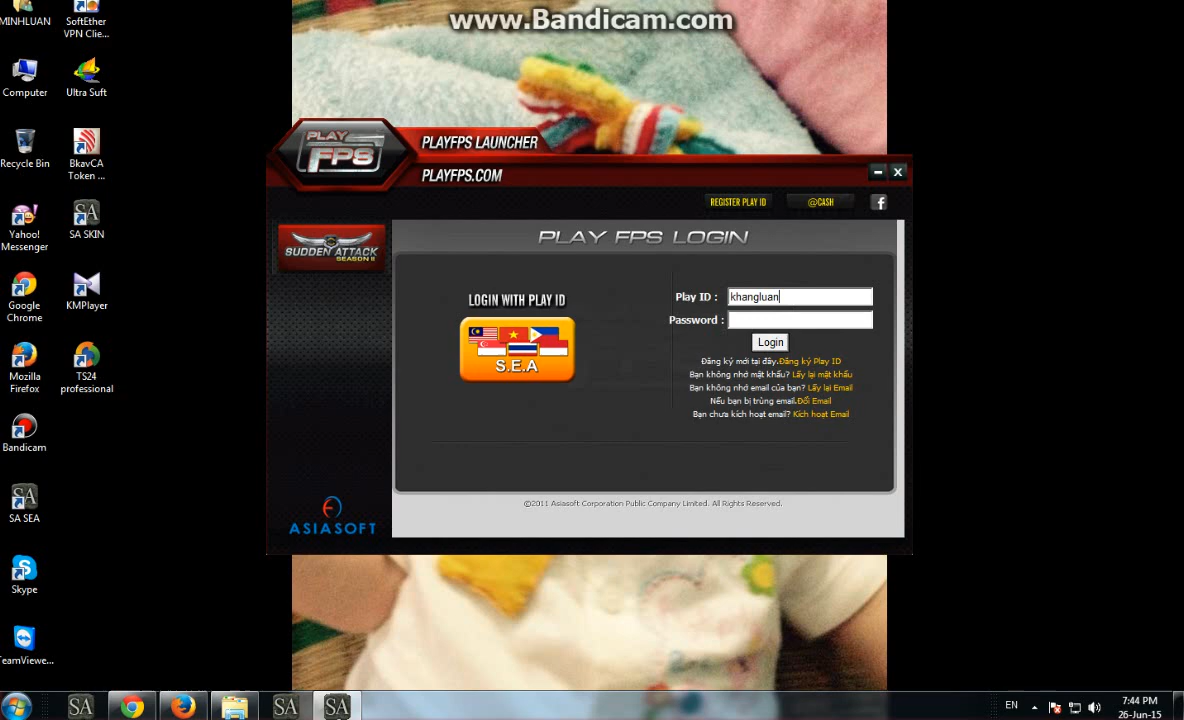 www.Bandicam.com
MINHLUAN
SoftEther
VPN Clie...
Computer
Ultra Suft
Recycle Bin
BkavCA
Token ...
Yahoo!
Messenger
SA SKIN
Google
Chrome
KMPlayer
Mozilla
Firefox
TS24
professional
Bandicam
SA SEA
Skype
TeamViewe...
PLAY
FPS
PLAYFPS LAUNCHER
PLAYFPS.COM
REGISTER PLAY ID
@CASH
f
SUDDEN ATTACK
SEASON II
PLAY FPS LOGIN
LOGIN WITH PLAY ID
S.E.A
Play ID :
khangluan
Password :
Login
Đăng ký mới tại đây.Đăng ký Play ID
Bạn không nhớ mật khẩu? Lấy lại mật khẩu
Bạn không nhớ email của bạn? Lấy lại Email
Nếu bạn bị trùng email.Đổi Email
Bạn chưa kích hoạt email? Kích hoạt Email
©2011 Asiasoft Corporation Public Company Limited. All Rights Reserved.
ASIASOFT
SA
SA
SA
EN
7:44 PM
26-Jun-15